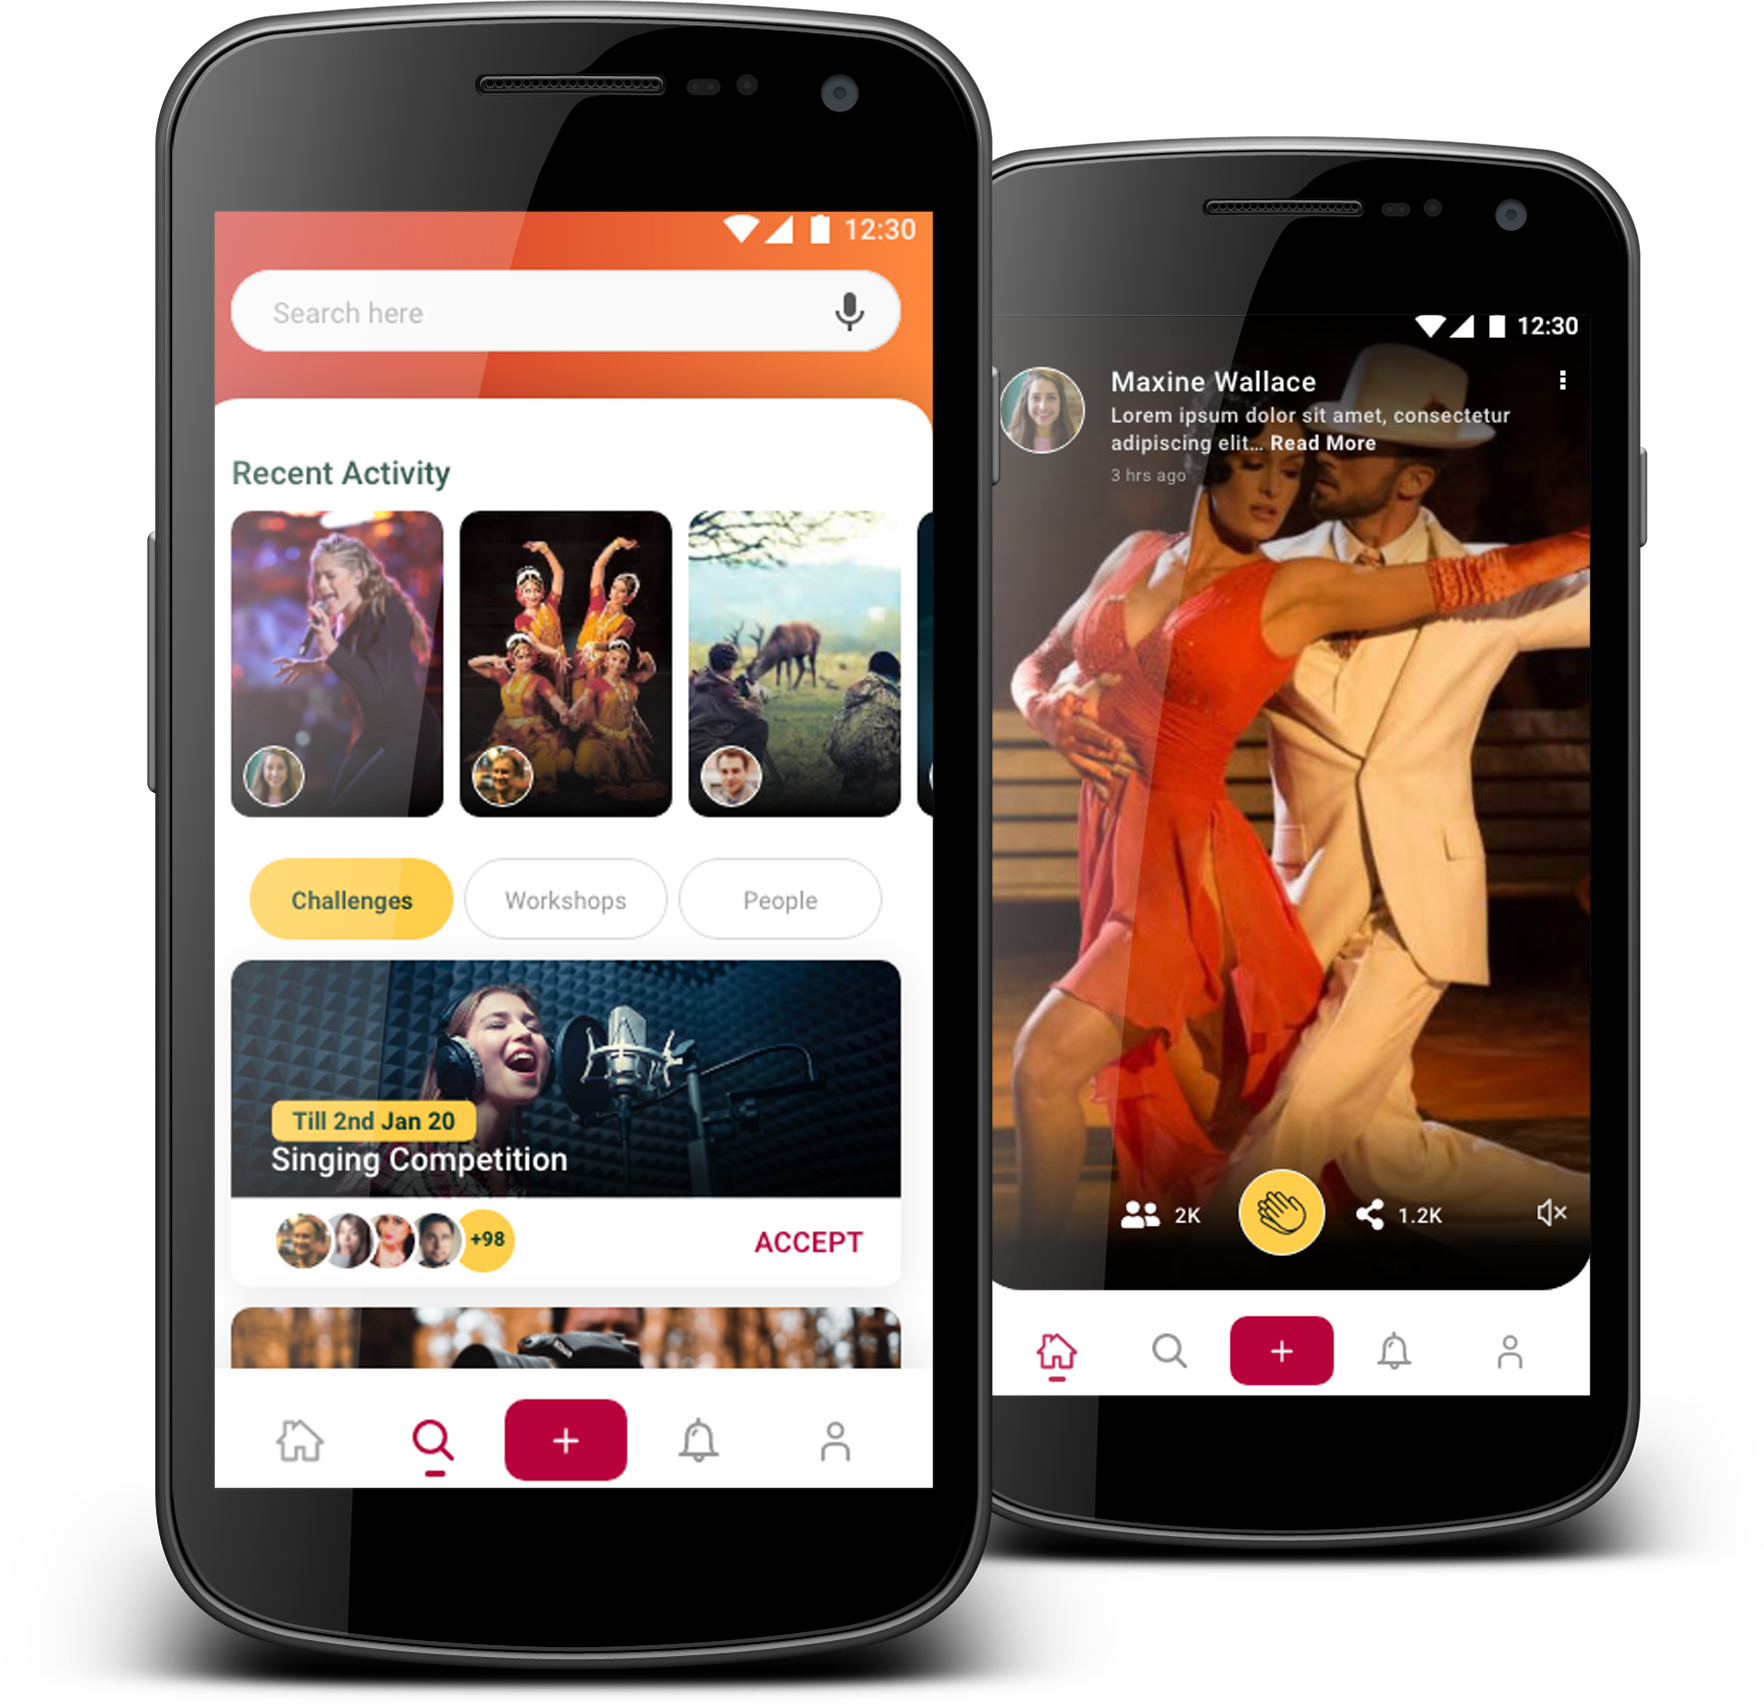 12:30
Search here
Recent Activity
Challenges
Workshops
People
Till 2nd Jan 20
Singing Competition
+98
ACCEPT
12:30
Maxine Wallace
Lorem ipsum dolor sit amet, consectetur
adipiscing elit... Read More
3 hrs ago
2K
1.2K